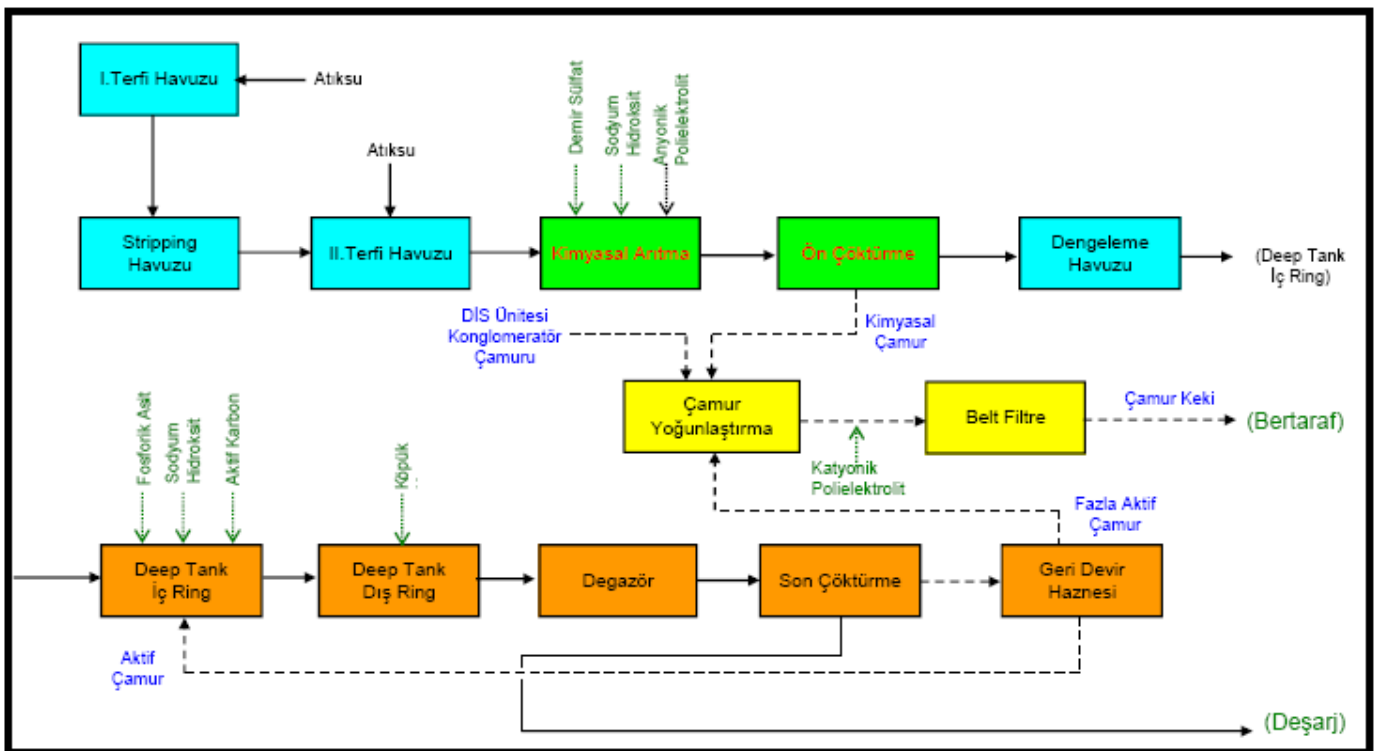 I.Terfi Havuzu
Atıksu
Atıksu
Demir Sülfat
Sodyum
Hidroksit
Anyonik
Polielektrolit
Stripping
Havuzu
II.Terfi Havuzu
Kimyasal Arıtma
Ön Çöktürme
Dengeleme
Havuzu
(Deep Tank
İç Ring)
DİS Ünitesi
Konglomeratör
Çamuru
Kimyasal
Çamur
Çamur
Yoğunlaştırma
Belt Filtre
Çamur Keki
(Bertaraf)
Katyonik
Polielektrolit
Fosforik Asit
Sodyum
Hidroksit
Aktif Karbon
Köpük
Fazla Aktif
Çamur
Deep Tank
İç Ring
Deep Tank
Dış Ring
Degazör
Son Çöktürme
Geri Devir
Haznesi
Aktif
Çamur
(Deşarj)